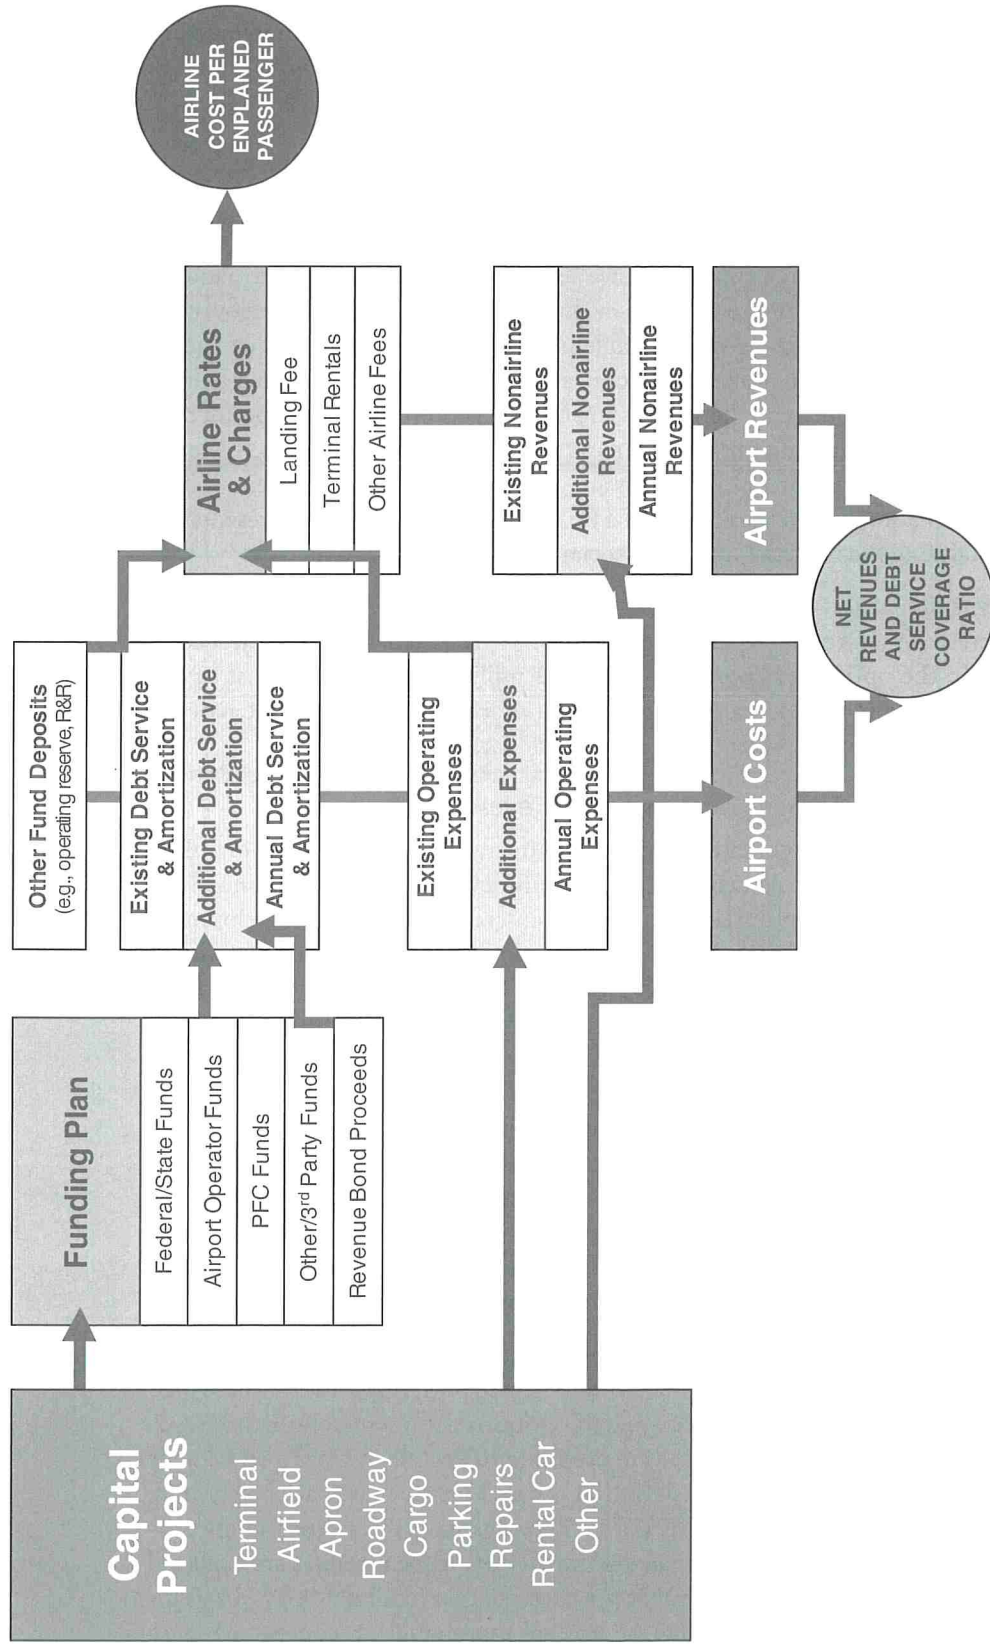 Capital
Projects
Terminal
Airfield
Apron
Roadway
Cargo
Parking
Repairs
Rental Car
Other
Funding Plan
Federal/State Funds
Airport Operator Funds
PFC Funds
Other/3rd Party Funds
Revenue Bond Proceeds
Other Fund Deposits
(e.g., operating reserve, R&R)
Existing Debt Service
& Amortization
Additional Debt Service
& Amortization
Annual Debt Service
& Amortization
Existing Operating
Expenses
Additional Expenses
Annual Operating
Expenses
Airport Costs
Airline Rates
& Charges
Landing Fee
Terminal Rentals
Other Airline Fees
Existing Nonairline
Revenues
Additional Nonairline
Revenues
Annual Nonairline
Revenues
Airport Revenues
NET
REVENUES
AND DEBT
SERVICE
COVERAGE
RATIO
AIRLINE
COST PER
ENPLANED
PASSENGER